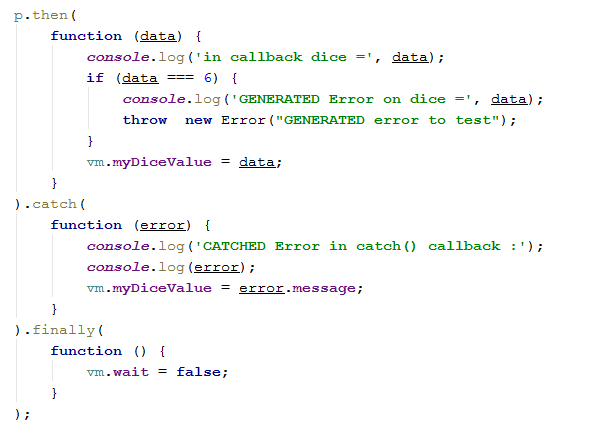 p.then(
    function (data) {
        console.log('in callback dice =', data);
        if (data === 6) {
            console.log('GENERATED Error on dice =', data);
            throw  new Error("GENERATED error to test");
        }
        vm.myDiceValue = data;
    }
).catch(
    function (error) {
        console.log('CATCHED Error in catch() callback :');
        console.log(error);
        vm.myDiceValue = error.message;
    }
).finally(
    function () {
        vm.wait = false;
    }
);